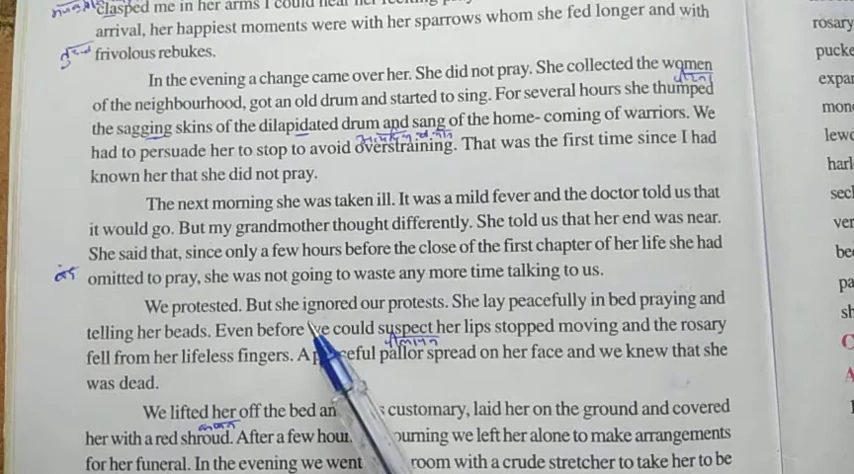 clasped me in her arms I could hear her
arrival, her happiest moments were with her sparrows whom she fed longer and with
frivolous rebukes.
In the evening a change came over her. She did not pray. She collected the women
of the neighbourhood, got an old drum and started to sing. For several hours she thumped
the sagging skins of the dilapidated drum and sang of the home- coming of warriors. We
had to persuade her to stop to avoid overstraining. That was the first time since I had
known her that she did not pray.
The next morning she was taken ill. It was a mild fever and the doctor told us that
it would go. But my grandmother thought differently. She told us that her end was near.
She said that, since only a few hours before the close of the first chapter of her life she had
omitted to pray, she was not going to waste any more time talking to us.
We protested. But she ignored our protests. She lay peacefully in bed praying and
telling her beads. Even before we could suspect her lips stopped moving and the rosary
fell from her lifeless fingers. A pallor spread on her face and we knew that she
was dead.
We lifted her off the bed customary, laid her on the ground and covered
her with a red shroud. After a few we left her alone to make arrangements
for her funeral. In the evening we went room with a crude stretcher to take her to be
rosary
pucke
expa
mon
lew
harl
sec
ver
be
pa
sh
C
A